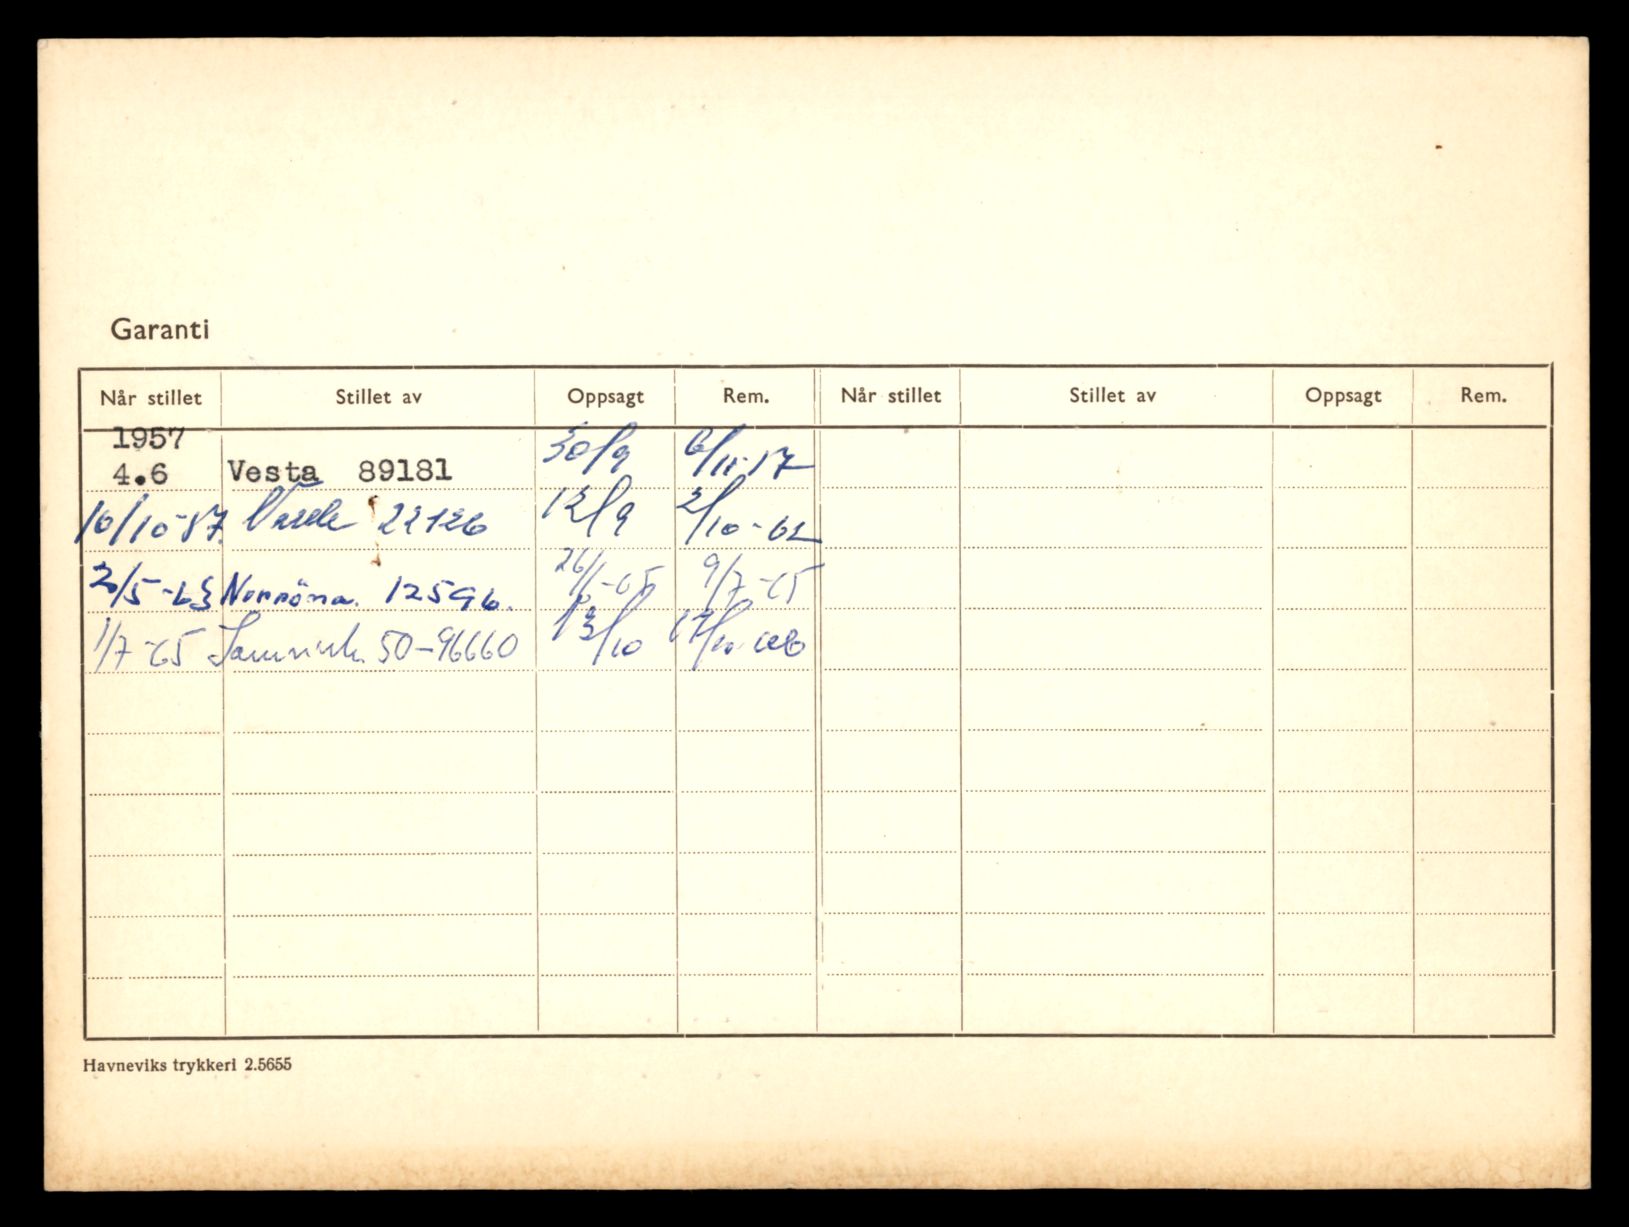 Garanti
Når stillet Stillet av Oppsagt Rem. Når stillet Stillet av Oppsagt Rem.
1957
4.6 Vesta 89181 30/9 6/11-57
10/10-57 22126 12/9 2/10-62
2/5-63 Norröna. 12596. 26/6-65 9/7-65
1/7-65 Samvirke 50-96660 13/10 17/10-66
Havneviks trykkeri 2.5655